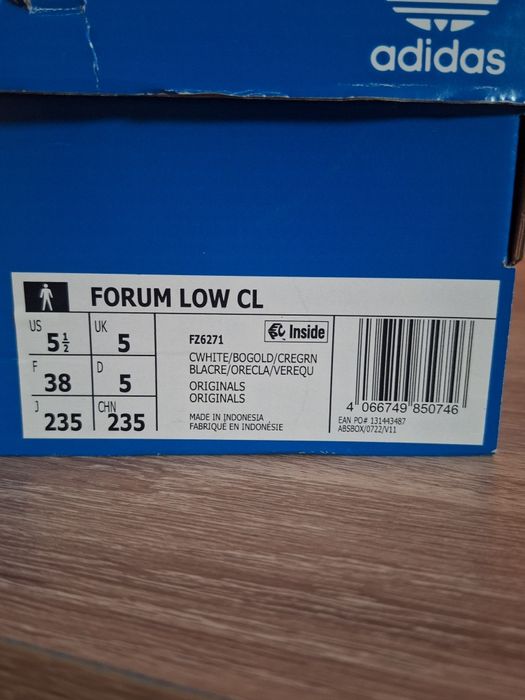 adidas
FORUM LOW CL
US 5 1/2
UK 5
F 38
D 5
J 235
CHN 235
FZ6271
Inside
CWHITE/BOGOLD/CREGRN
BLACRE/ORECLA/VEREQU
ORIGINALS
ORIGINALS
MADE IN INDONESIA
FABRIQUÉ EN INDONÉSIE
4 066749 850746
EAN PO# 131443487
ABSBOX/0722/V11